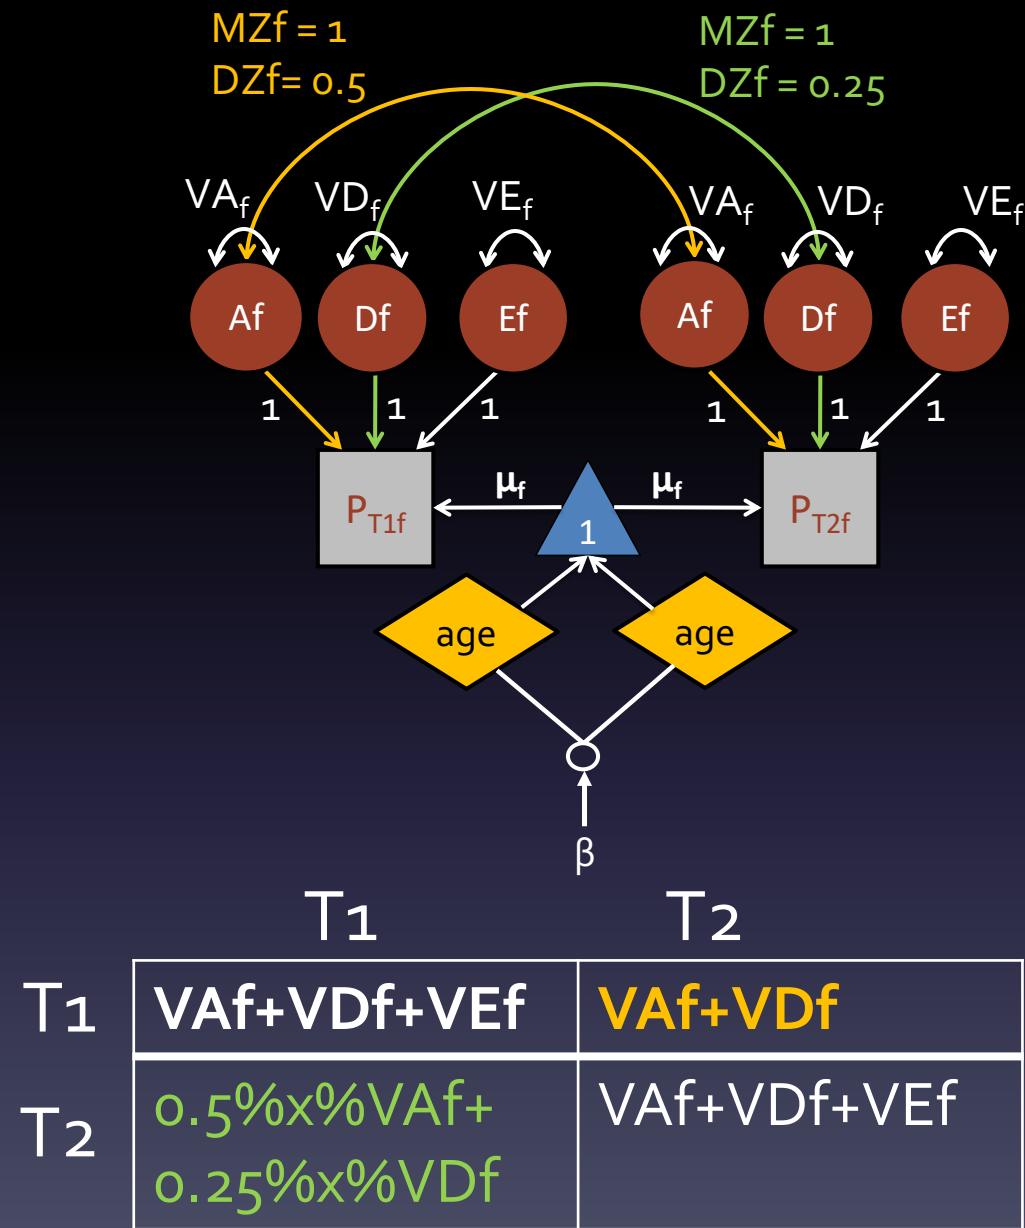 MZf = 1
DZf= 0.5
MZf = 1
DZf = 0.25
VAf VDf VEf VAf VDf VEf
Af Df Ef Af Df Ef
1 1 1 1 1 1
PT1f μf 1 μf PT2f
age age
β
T1 T2
T1 VAf+VDf+VEf VAf+VDf
T2 0.5%x%VAf+ VAf+VDf+VEf
0.25%x%VDf